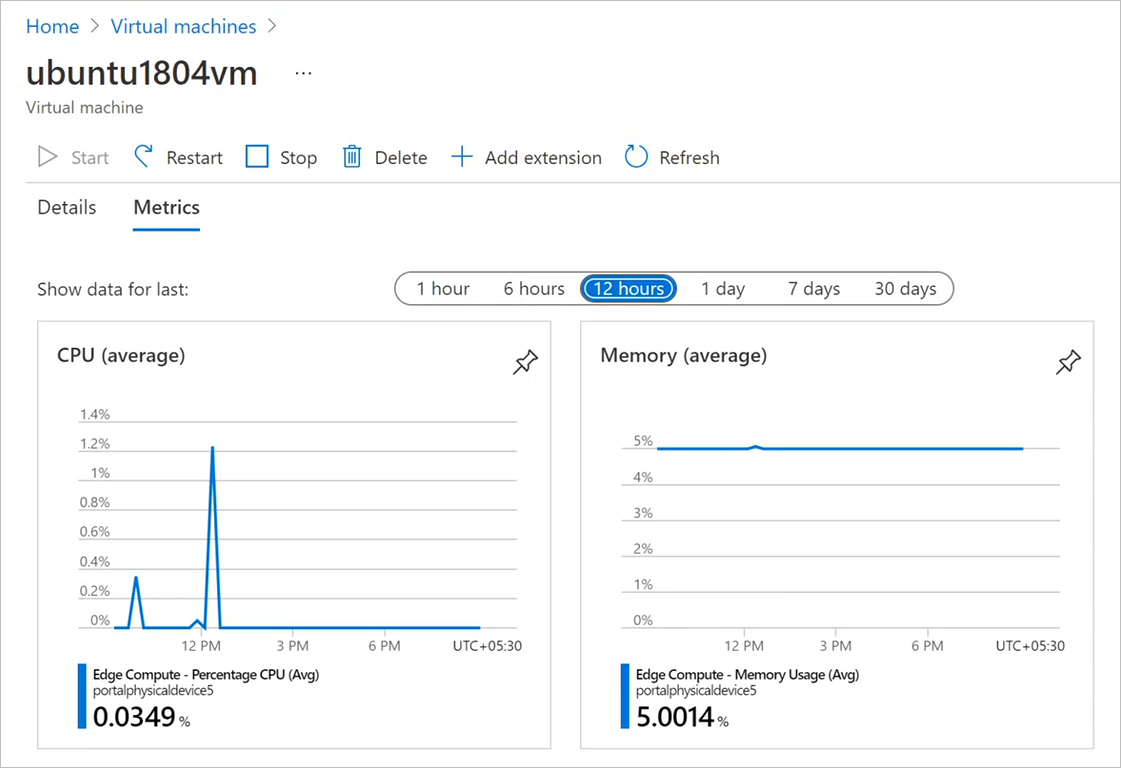 Home > Virtual machines >
ubuntu1804vm ...
Virtual machine
Start Restart Stop Delete Add extension Refresh
Details Metrics
Show data for last: 1 hour 6 hours 12 hours 1 day 7 days 30 days
CPU (average)
1.4%
1.2%
1%
0.8%
0.6%
0.4%
0.2%
0%
12 PM 3 PM 6 PM UTC+05:30
Edge Compute - Percentage CPU (Avg)
portalphysicaldevice5
0.0349 %
Memory (average)
5%
4%
3%
2%
1%
0%
12 PM 3 PM 6 PM UTC+05:30
Edge Compute - Memory Usage (Avg)
portalphysicaldevice5
5.0014 %